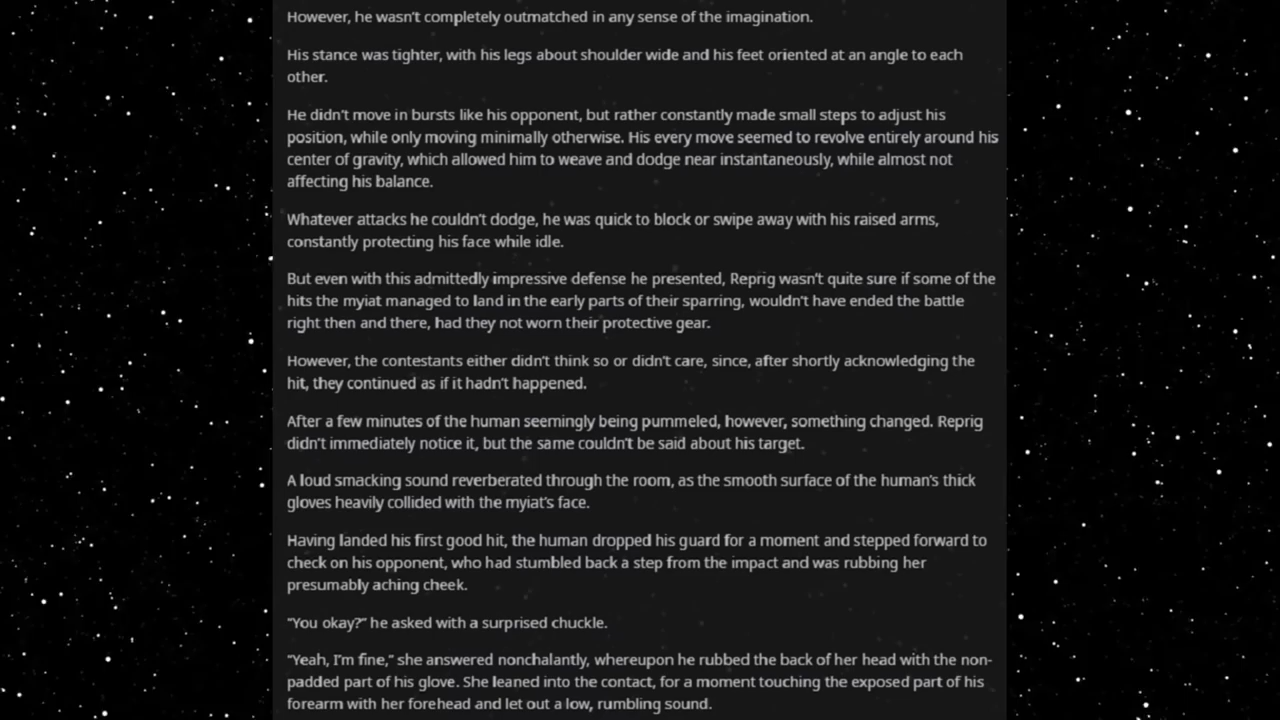 However, he wasn't completely outmatched in any sense of the imagination.
His stance was tighter, with his legs about shoulder wide and his feet oriented at an angle to each
other.
He didn't move in bursts like his opponent, but rather constantly made small steps to adjust his
position, while only moving minimally otherwise. His every move seemed to revolve entirely around his
center of gravity, which allowed him to weave and dodge near instantaneously, while almost not
affecting his balance.
Whatever attacks he couldn't dodge, he was quick to block or swipe away with his raised arms,
constantly protecting his face while idle.
But even with this admittedly impressive defense he presented, Reprig wasn't quite sure if some of the
hits the myiat managed to land in the early parts of their sparring, wouldn't have ended the battle
right then and there, had they not worn their protective gear.
However, the contestants either didn't think so or didn't care, since, after shortly acknowledging the
hit, they continued as if it hadn't happened.
After a few minutes of the human seemingly being pummeled, however, something changed. Reprig
didn't immediately notice it, but the same couldn't be said about his target.
A loud smacking sound reverberated through the room, as the smooth surface of the human's thick
gloves heavily collided with the myiat's face.
Having landed his first good hit, the human dropped his guard for a moment and stepped forward to
check on his opponent, who had stumbled back a step from the impact and was rubbing her
presumably aching cheek.
“You okay?” he asked with a surprised chuckle.
“Yeah, I'm fine,” she answered nonchalantly, whereupon he rubbed the back of her head with the non-
padded part of his glove. She leaned into the contact, for a moment touching the exposed part of his
forearm with her forehead and let out a low, rumbling sound.